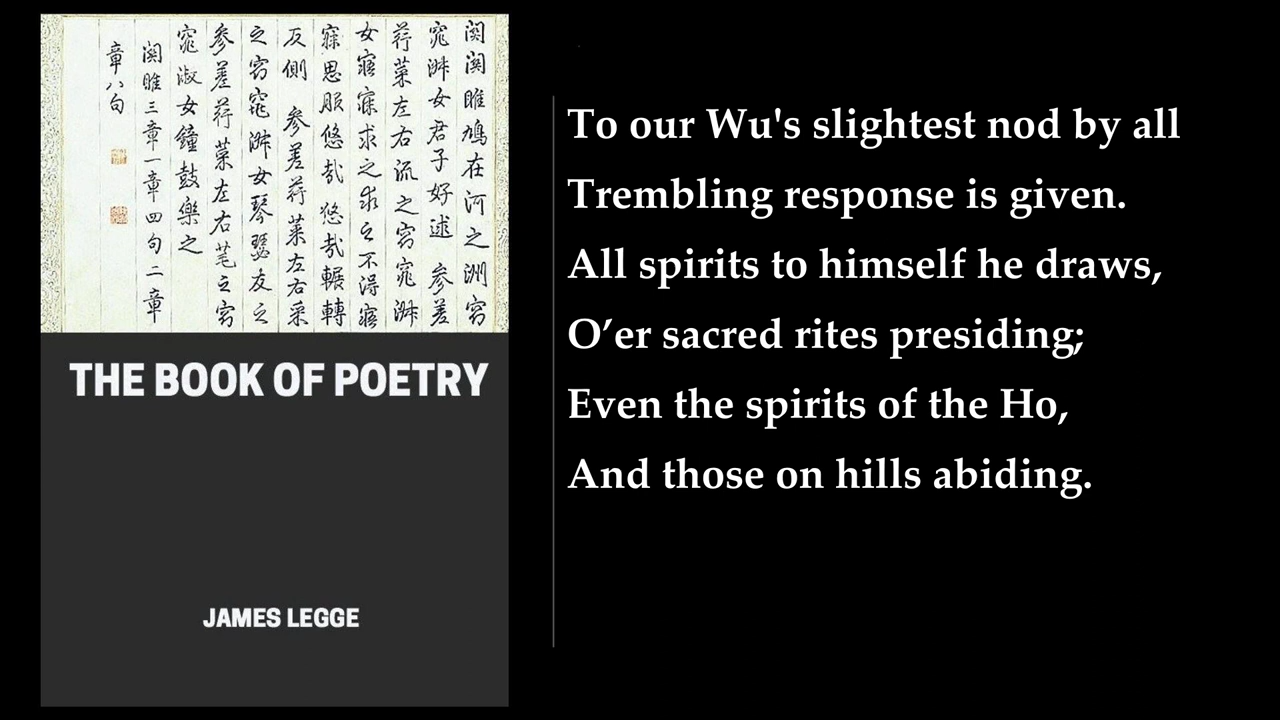 関関雎鳩在河之洲窈
窕淑女君子好逑 参差
荇菜左右流之窈窕淑
女寤寐求之求之不得寤
寐思服悠哉悠哉輾轉
反側 参差荇菜左右采
之窈窕淑女琴瑟友之
参差荇菜左右芼之窈
窕淑女鐘鼓樂之
関雎三章一章四句二章
章八句
THE BOOK OF POETRY
JAMES LEGGE
To our Wu's slightest nod by all
Trembling response is given.
All spirits to himself he draws,
O’er sacred rites presiding;
Even the spirits of the Ho,
And those on hills abiding.